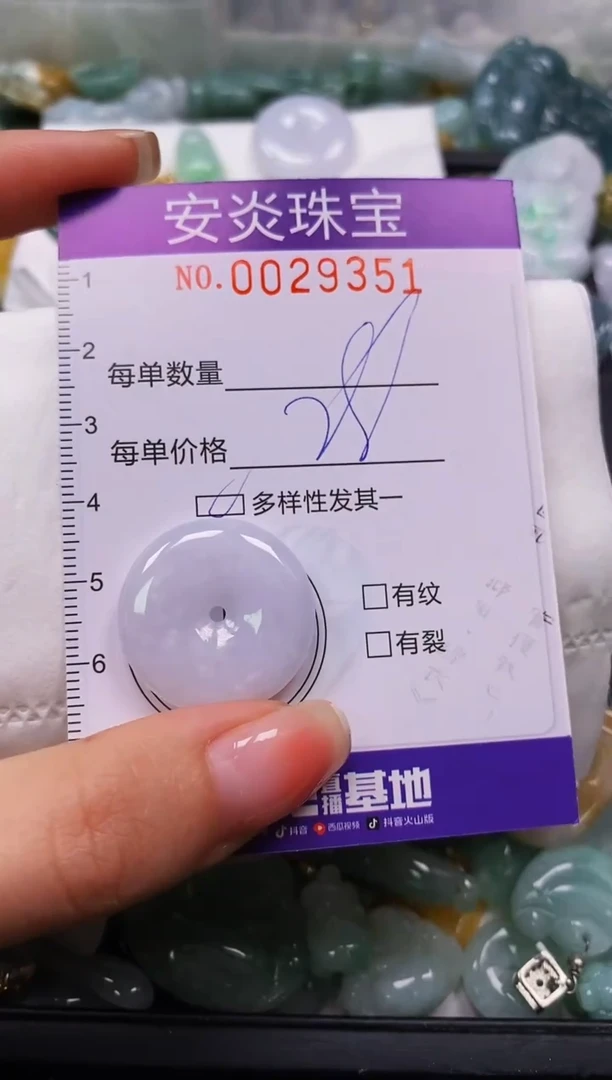 安炎珠宝
NO.0029351
1
2
每单数量
3
每单价格
4
多样性发其一
5
有纹
有裂
6
直播基地
抖音 西瓜视频 抖音火山版